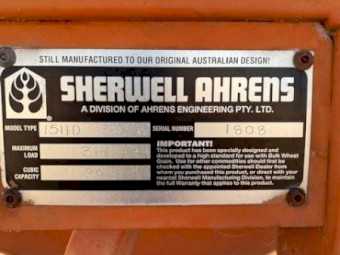 STILL MANUFACTURED TO OUR ORIGINAL AUSTRALIAN DESIGN!
SHERWELL AHRENS
A DIVISION OF AHRENS ENGINEERING PTY. LTD.
MODEL TYPE
SERIAL NUMBER 1808
MAXIMUM
LOAD
CUBIC
CAPACITY
IMPORTANT!
This product has been specially designed and
developed to a high standard for use with Bulk Wheat
Grain. Use for other commodities should first be
checked with the appointed Sherwell Dealer from
whom you purchased this product, or direct with your
nearest Sherwell Manufacturing Division, to maintain
the full Warranty that applies to this product.